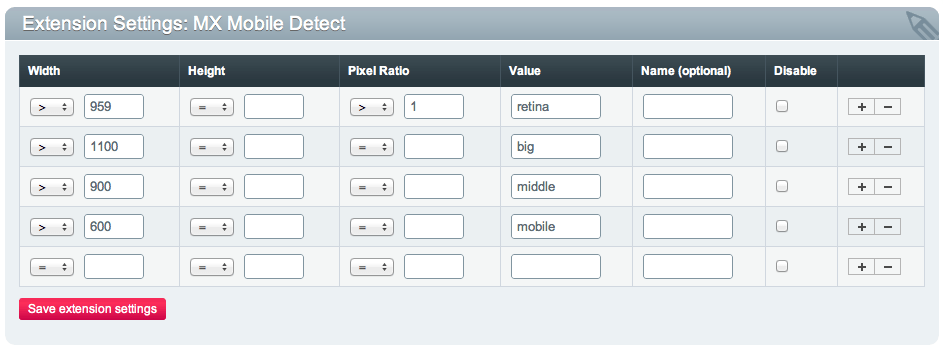 Extension Settings: MX Mobile Detect
Width Height Pixel Ratio Value Name (optional) Disable
> 959 = > 1 retina + −
> 1100 = = big + −
> 900 = = middle + −
> 600 = = mobile + −
= = = + −
Save extension settings